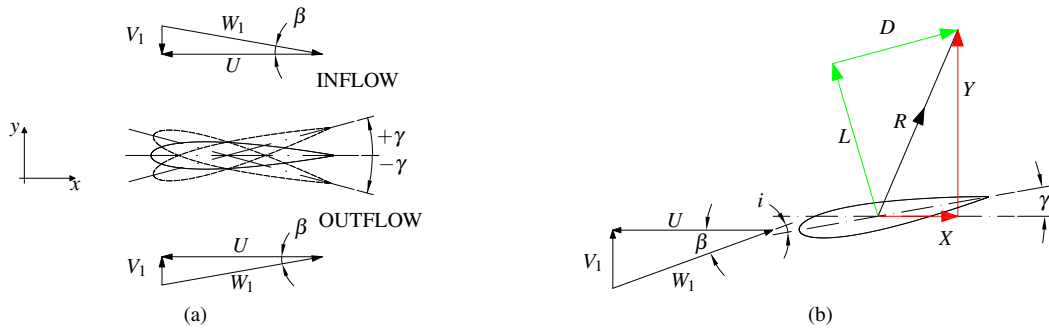 V1 W1 β
U
INFLOW
y
x
+γ
−γ
OUTFLOW
β
U
V1
W1
(a)
D
Y
R
L
i
γ
U
β
X
V1
W1
(b)